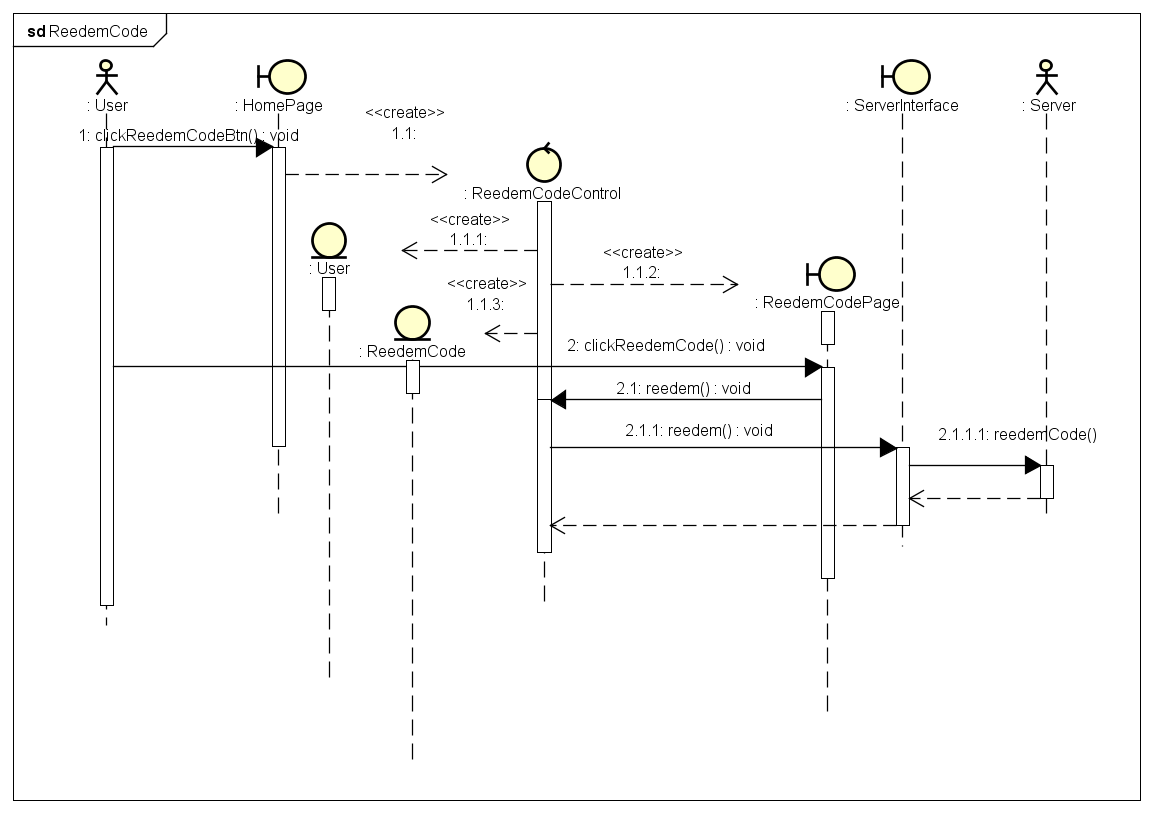 sd ReedemCode
: User
: HomePage
: ServerInterface
: Server
<<create>>
1.1:
1: clickReedemCodeBtn() : void
: ReedemCodeControl
<<create>>
1.1.1:
<<create>>
1.1.2:
: User
<<create>>
1.1.3:
: ReedemCodePage
: ReedemCode
2: clickReedemCode() : void
2.1: reedem() : void
2.1.1: reedem() : void
2.1.1.1: reedemCode()